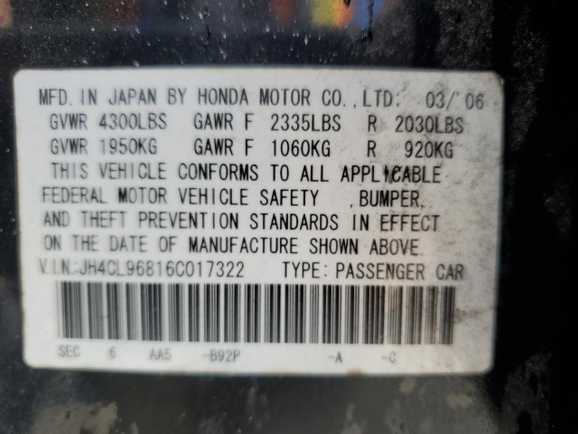 MFD. IN JAPAN BY HONDA MOTOR CO., LTD: 03/ 06
GVWR 4300LBS GAWR F 2335LBS R 2030LBS
GVWR 1950KG GAWR F 1060KG R 920KG
THIS VEHICLE CONFORMS TO ALL APPLICABLE
FEDERAL MOTOR VEHICLE SAFETY , BUMPER,
AND THEFT PREVENTION STANDARDS IN EFFECT
ON THE DATE OF MANUFACTURE SHOWN ABOVE.
V.I.N:JH4CL96816C017322 TYPE: PASSENGER CAR
SEC 6 AA5 -B92P -A -C